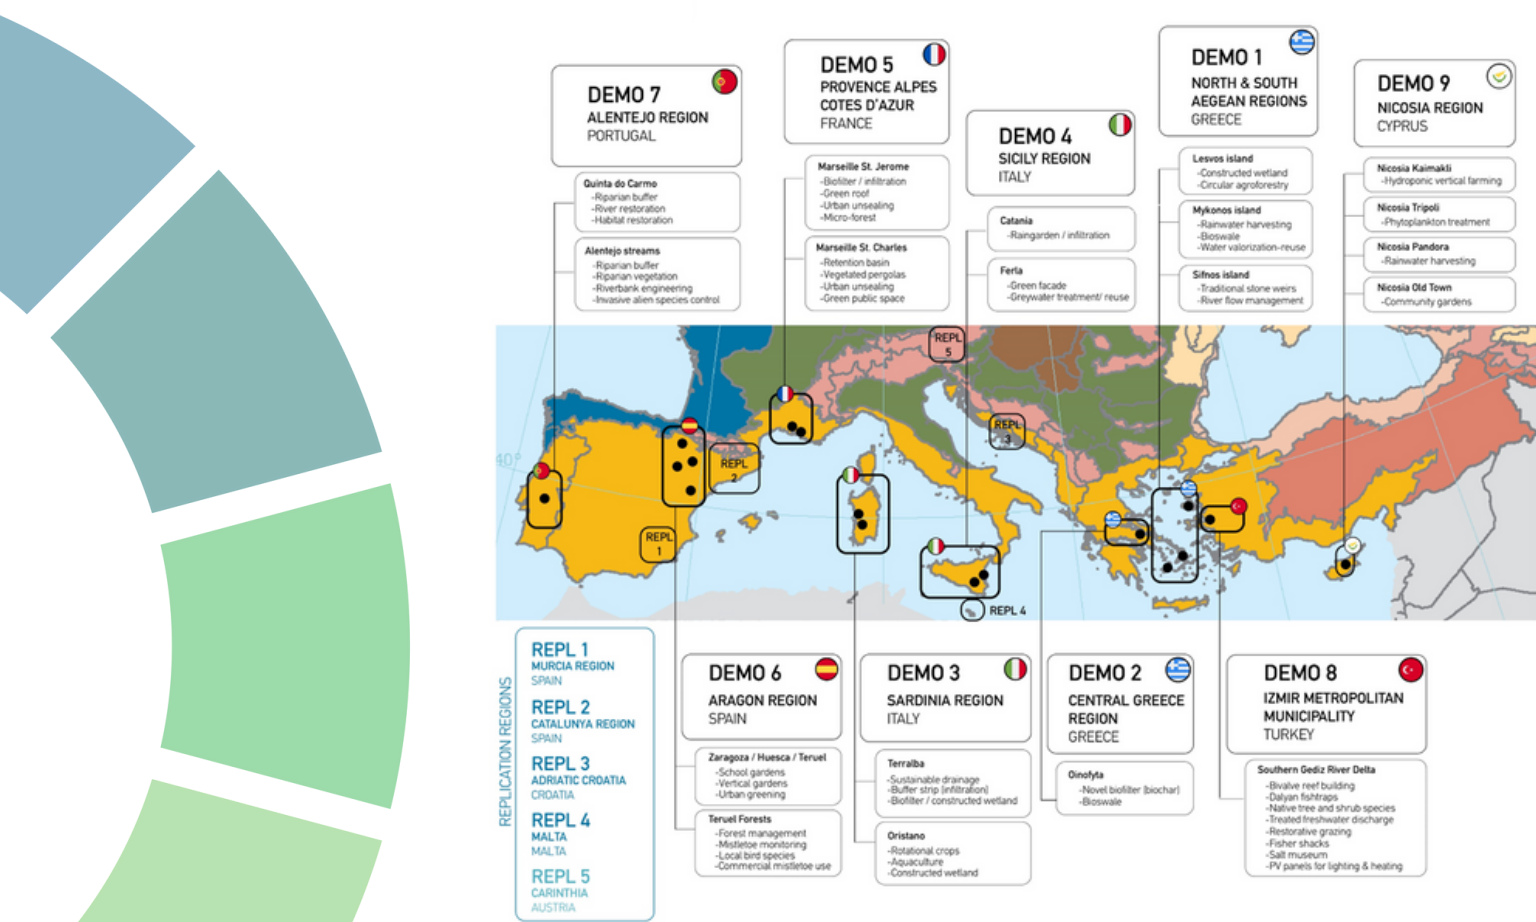 DEMO 7
ALENTEJO REGION
PORTUGAL
Quinta do Carmo
-Riparian buffer
-River restoration
-Habitat restoration
Alentejo streams
-Riparian buffer
-Riparian vegetation
-Riverbank engineering
-Invasive alien species control
DEMO 5
PROVENCE ALPES
COTES D'AZUR
FRANCE
Marseille St. Jerome
-Biofilter / infiltration
-Green roof
-Urban unsealing
-Micro-forest
Marseille St. Charles
-Retention basin
-Vegetated pergolas
-Urban unsealing
-Green public space
DEMO 4
SICILY REGION
ITALY
Catania
-Raingarden / infiltration
Ferla
-Green facade
-Greywater treatment/ reuse
DEMO 1
NORTH & SOUTH
AEGEAN REGIONS
GREECE
Lesvos island
-Constructed wetland
-Circular agroforestry
Mykonos island
-Rainwater harvesting
-Bioswale
-Water valorization-reuse
Sifnos island
-Traditional stone weirs
-River flow management
DEMO 9
NICOSIA REGION
CYPRUS
Nicosia Kaimakli
-Hydroponic vertical farming
Nicosia Tripoli
-Phytoplankton treatment
Nicosia Pandora
-Rainwater harvesting
Nicosia Old Town
-Community gardens
REPL
5
REPL
3
REPL
2
40°
REPL
1
REPL 4
REPLICATION REGIONS
REPL 1
MURCIA REGION
SPAIN
REPL 2
CATALUNYA REGION
SPAIN
REPL 3
ADRIATIC CROATIA
CROATIA
REPL 4
MALTA
MALTA
REPL 5
CARINTHIA
AUSTRIA
DEMO 6
ARAGON REGION
SPAIN
Zaragoza / Huesca / Teruel
-School gardens
-Vertical gardens
-Urban greening
Teruel Forests
-Forest management
-Mistletoe monitoring
-Local bird species
-Commercial mistletoe use
DEMO 3
SARDINIA REGION
ITALY
Terralba
-Sustainable drainage
-Buffer strip (infiltration)
-Biofilter / constructed wetland
Oristano
-Rotational crops
-Aquaculture
-Constructed wetland
DEMO 2
CENTRAL GREECE
REGION
GREECE
Oinofyta
-Novel biofilter (biochar)
-Bioswale
DEMO 8
IZMIR METROPOLITAN
MUNICIPALITY
TURKEY
Southern Gediz River Delta
-Bivalve reef building
-Dalyan fishtraps
-Native tree and shrub species
-Treated freshwater discharge
-Restorative grazing
-Fisher shacks
-Salt museum
-PV panels for lighting & heating